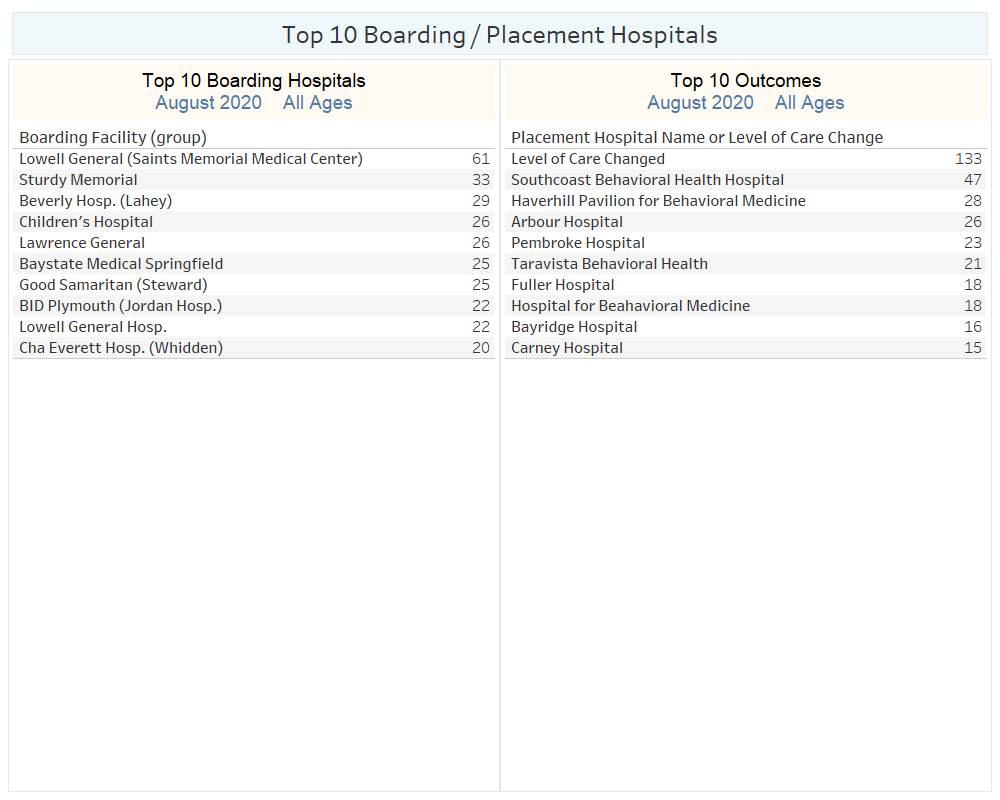 Top 10 Boarding / Placement Hospitals
Top 10 Boarding Hospitals
August 2020 All Ages
Boarding Facility (group)
Lowell General (Saints Memorial Medical Center) 61
Sturdy Memorial 33
Beverly Hosp. (Lahey) 29
Children's Hospital 26
Lawrence General 26
Baystate Medical Springfield 25
Good Samaritan (Steward) 25
BID Plymouth (Jordan Hosp.) 22
Lowell General Hosp. 22
Cha Everett Hosp. (Whidden) 20
Top 10 Outcomes
August 2020 All Ages
Placement Hospital Name or Level of Care Change
Level of Care Changed 133
Southcoast Behavioral Health Hospital 47
Haverhill Pavilion for Behavioral Medicine 28
Arbour Hospital 26
Pembroke Hospital 23
Taravista Behavioral Health 21
Fuller Hospital 18
Hospital for Beahavioral Medicine 18
Bayridge Hospital 16
Carney Hospital 15